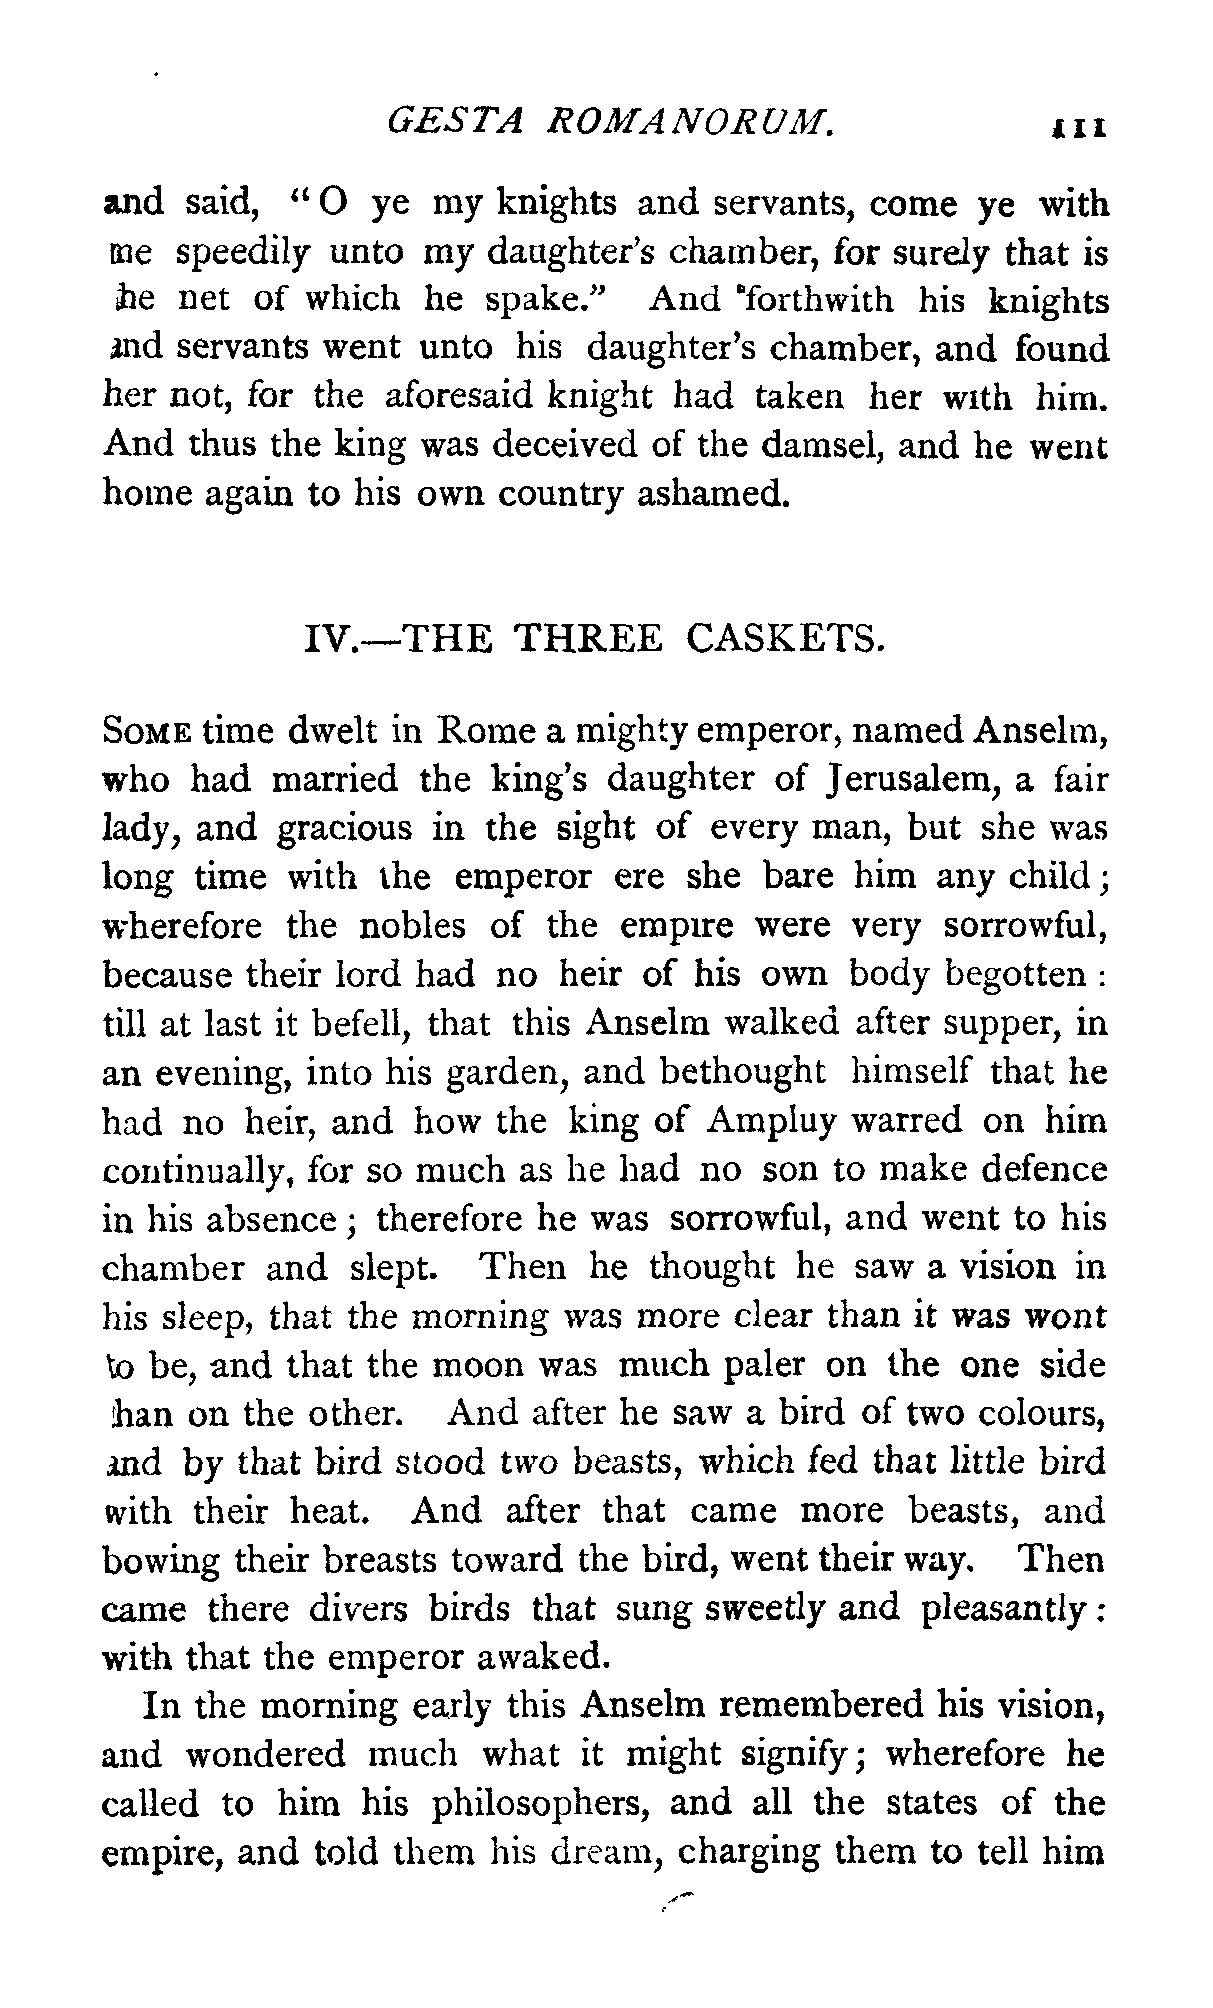 GESTA ROMANORUM. 111
and said, “ O ye my knights and servants, come ye with
me speedily unto my daughter's chamber, for surely that is
he net of which he spake.” And forthwith his knights
and servants went unto his daughter's chamber, and found
her not, for the aforesaid knight had taken her with him.
And thus the king was deceived of the damsel, and he went
home again to his own country ashamed.
IV.—THE THREE CASKETS.
SOME time dwelt in Rome a mighty emperor, named Anselm,
who had married the king's daughter of Jerusalem, a fair
lady, and gracious in the sight of every man, but she was
long time with the emperor ere she bare him any child ;
wherefore the nobles of the empire were very sorrowful,
because their lord had no heir of his own body begotten :
till at last it befell, that this Anselm walked after supper, in
an evening, into his garden, and bethought himself that he
had no heir, and how the king of Ampluy warred on him
continually, for so much as he had no son to make defence
in his absence ; therefore he was sorrowful, and went to his
chamber and slept. Then he thought he saw a vision in
his sleep, that the morning was more clear than it was wont
to be, and that the moon was much paler on the one side
than on the other. And after he saw a bird of two colours,
and by that bird stood two beasts, which fed that little bird
with their heat. And after that came more beasts, and
bowing their breasts toward the bird, went their way. Then
came there divers birds that sung sweetly and pleasantly :
with that the emperor awaked.
In the morning early this Anselm remembered his vision,
and wondered much what it might signify ; wherefore he
called to him his philosophers, and all the states of the
empire, and told them his dream, charging them to tell him